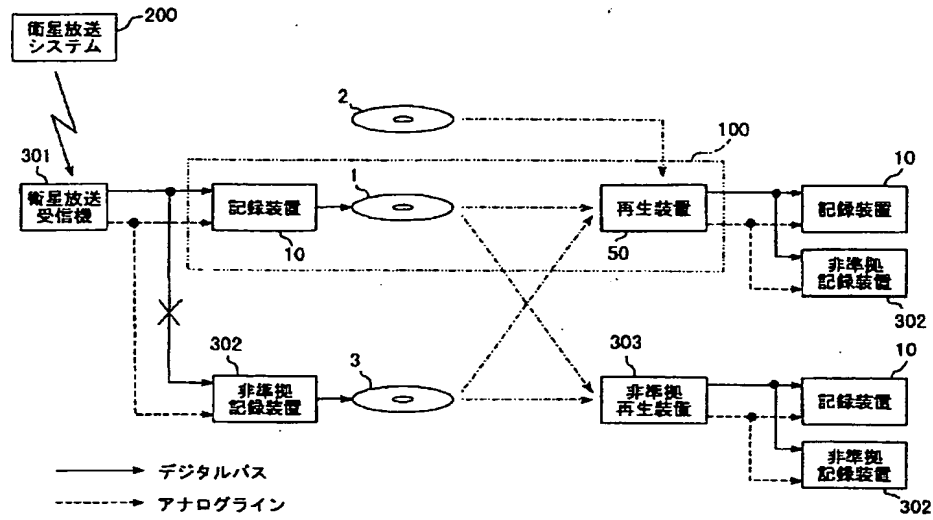 衛星放送
システム
200
2
100
301
衛星放送
受信機
記録装置
10
1
再生装置
50
10
記録装置
非準拠
記録装置
302
302
非準拠
記録装置
3
303
非準拠
再生装置
10
記録装置
非準拠
記録装置
302
デジタルバス
アナログライン